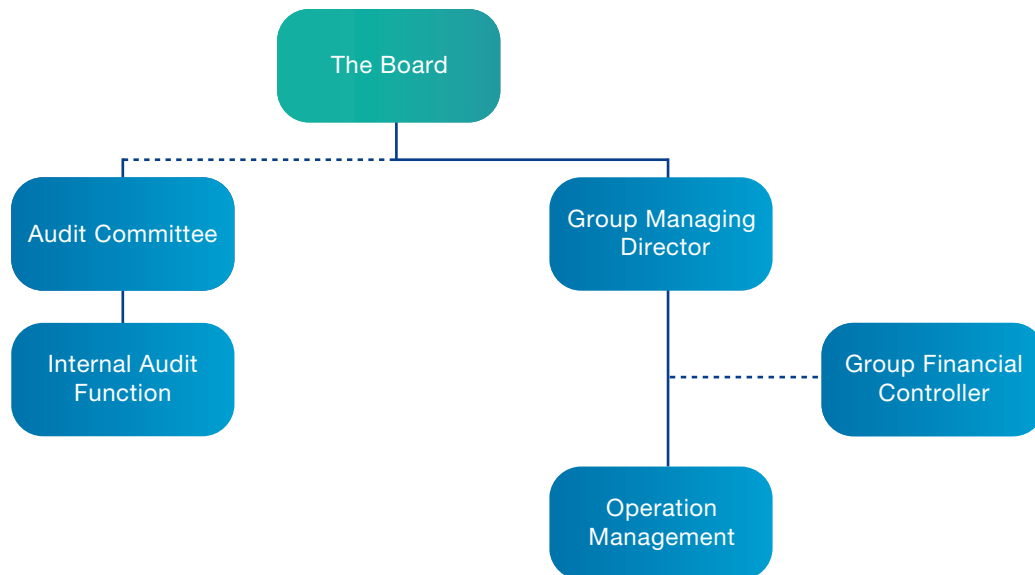 The Board
Audit Committee
Group Managing
Director
Internal Audit
Function
Group Financial
Controller
Operation
Management